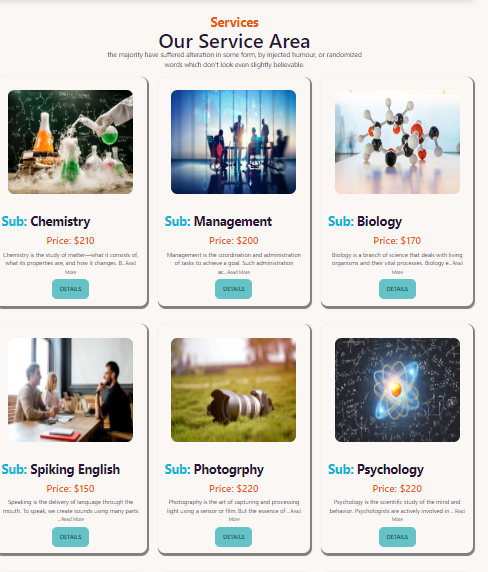 Services
Our Service Area
the majority have suffered alteration in some form, by injected humour, or randomized
words which don't look even slightly believable.
Sub: Chemistry
Price: $210
Chemistry is the study of matter—what it consists of,
what its properties are, and how it changes. B...Read
More
DETAILS
Sub: Management
Price: $200
Management is the coordination and administration
of tasks to achieve a goal. Such administration
ac...Read More
DETAILS
Sub: Biology
Price: $170
Biology is a branch of science that deals with living
organisms and their vital processes. Biology e...Read
More
DETAILS
Sub: Spiking English
Price: $150
Speaking is the delivery of language through the
mouth. To speak, we create sounds using many parts
...Read More
DETAILS
Sub: Photogrphy
Price: $220
Photography is the art of capturing and processing
light using a sensor or film. But the essence of ...Read
More
DETAILS
Sub: Psychology
Price: $220
Psychology is the scientific study of the mind and
behavior. Psychologists are actively involved in ...Read
More
DETAILS